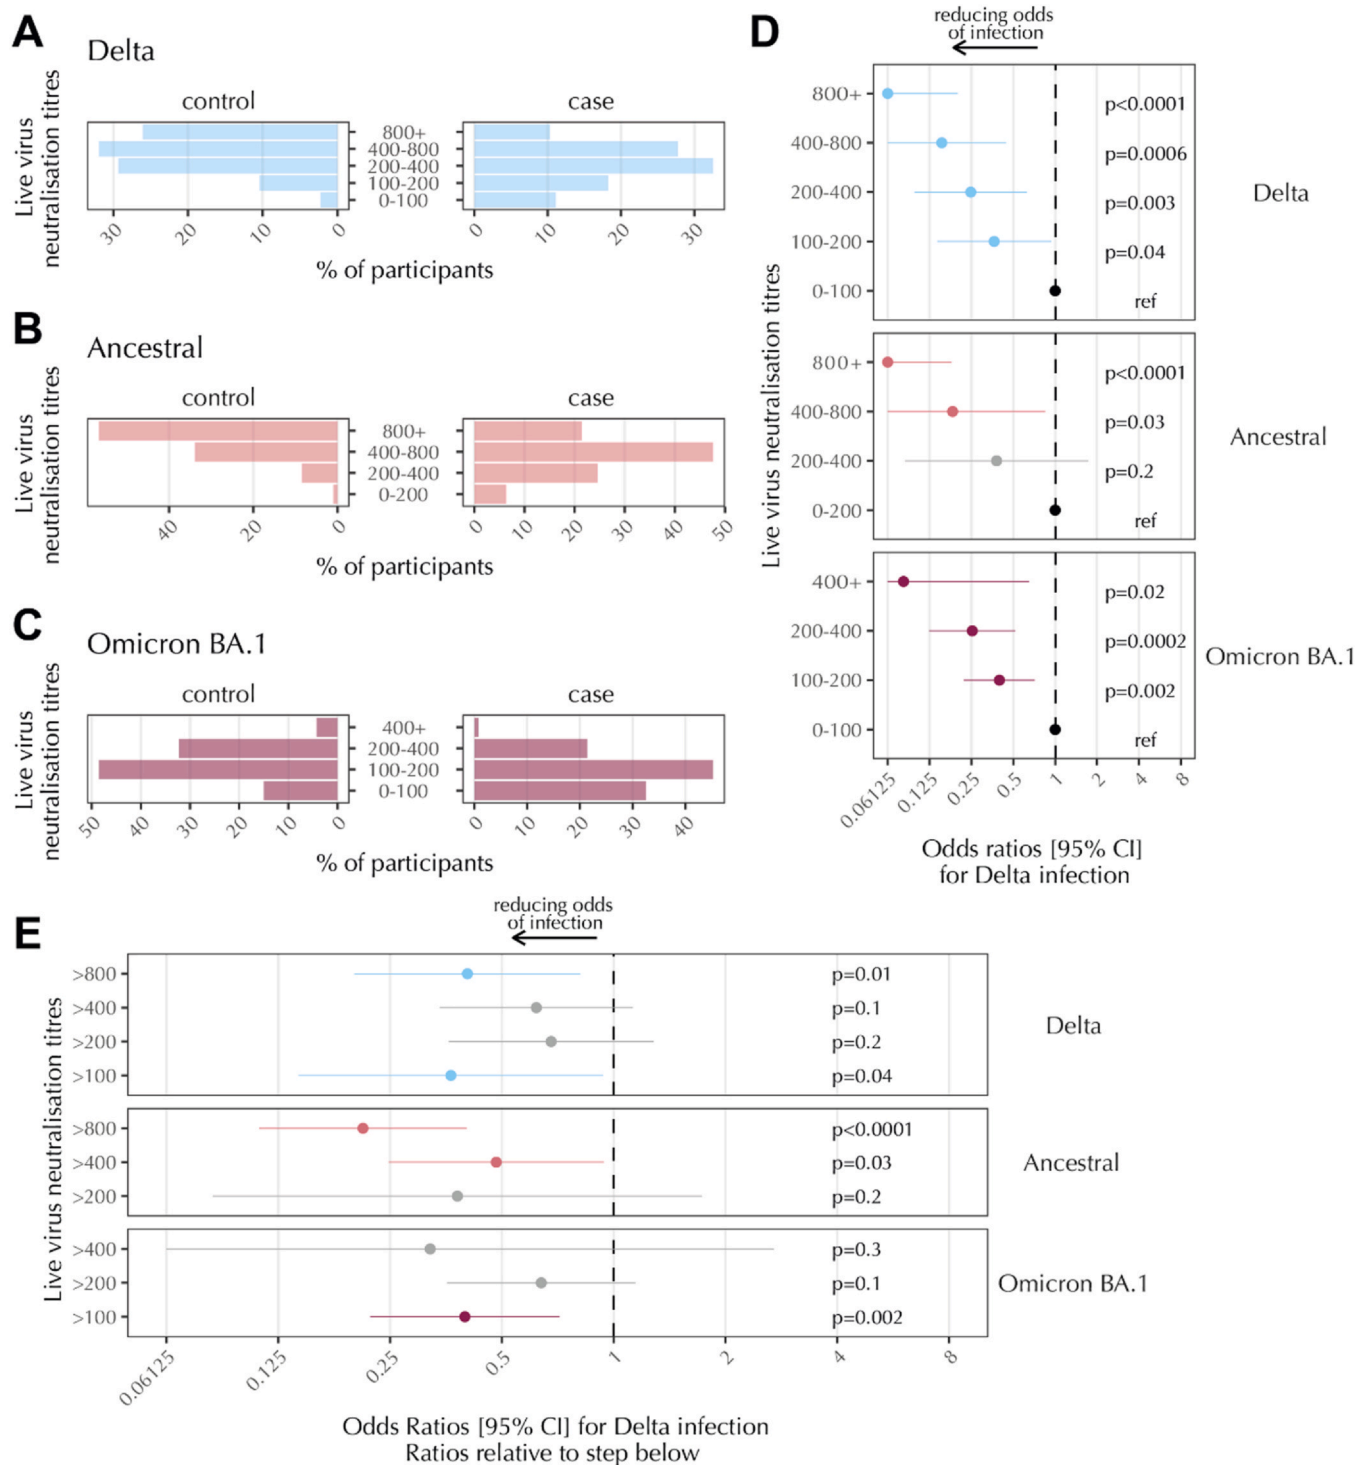 A
Delta
Live virus
neutralisation titres
control
case
800+
400-800
200-400
100-200
0-100
30
20
10
0
0
10
20
30
% of participants
B
Ancestral
Live virus
neutralisation titres
control
case
800+
400-800
200-400
0-200
40
20
0
0
10
20
30
40
50
% of participants
C
Omicron BA.1
Live virus
neutralisation titres
control
case
400+
200-400
100-200
0-100
50
40
30
20
10
0
0
10
20
30
40
% of participants
D
reducing odds
of infection
Live virus neutralisation titres
800+
p<0.0001
400-800
p=0.0006
200-400
p=0.003
100-200
p=0.04
0-100
ref
Delta
800+
p<0.0001
400-800
p=0.03
200-400
p=0.2
0-200
ref
Ancestral
400+
p=0.02
200-400
p=0.0002
100-200
p=0.002
0-100
ref
Omicron BA.1
0.06125
0.125
0.25
0.5
1
2
4
8
Odds ratios [95% CI]
for Delta infection
E
reducing odds
of infection
Live virus neutralisation titres
>800
p=0.01
>400
p=0.1
>200
p=0.2
>100
p=0.04
Delta
>800
p<0.0001
>400
p=0.03
>200
p=0.2
Ancestral
>400
p=0.3
>200
p=0.1
>100
p=0.002
Omicron BA.1
0.06125
0.125
0.25
0.5
1
2
4
8
Odds Ratios [95% CI] for Delta infection
Ratios relative to step below